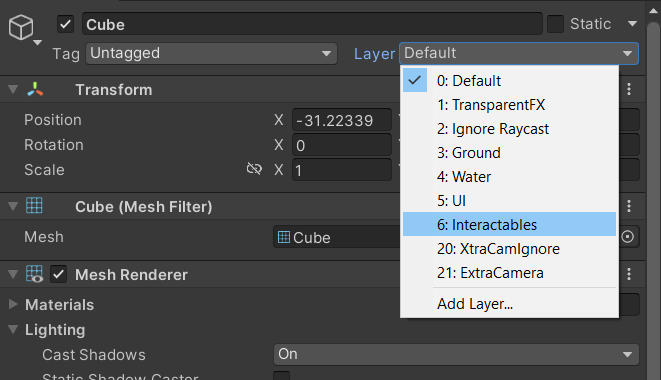 Cube Static
Tag Untagged Layer Default
0: Default
1: TransparentFX
2: Ignore Raycast
3: Ground
4: Water
5: UI
6: Interactables
20: XtraCamIgnore
21: ExtraCamera
Add Layer...
Transform
Position X -31.22339
Rotation X 0
Scale X 1
Cube (Mesh Filter)
Mesh Cube
Mesh Renderer
Materials
Lighting
Cast Shadows On
Static Shadow Caster